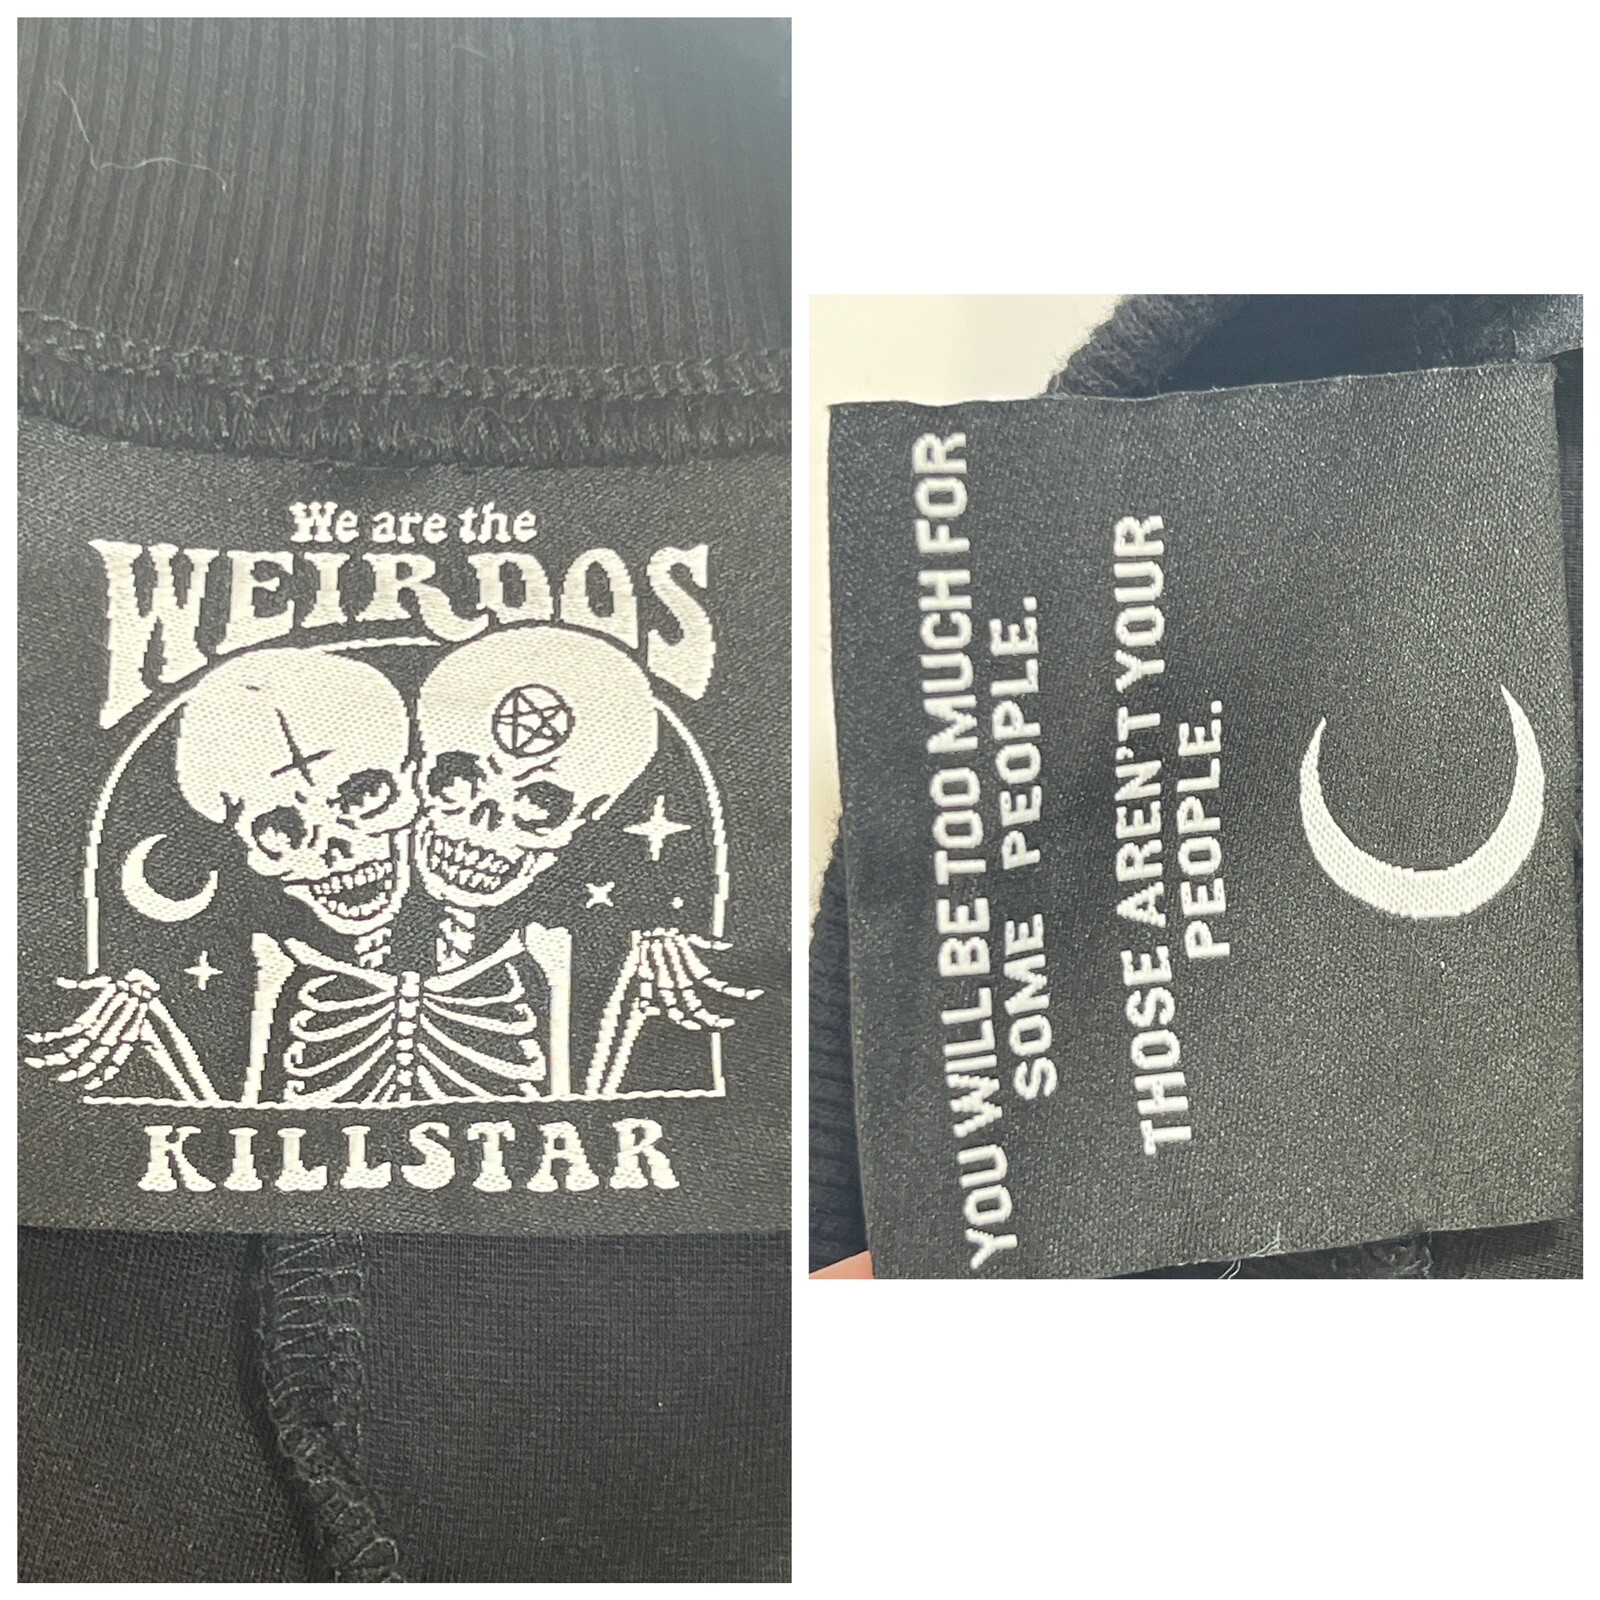 We are the
WEIRDOS
KILLSTAR
YOU WILL BE TOO MUCH FOR
SOME PEOPLE.
THOSE AREN'T YOUR
PEOPLE.